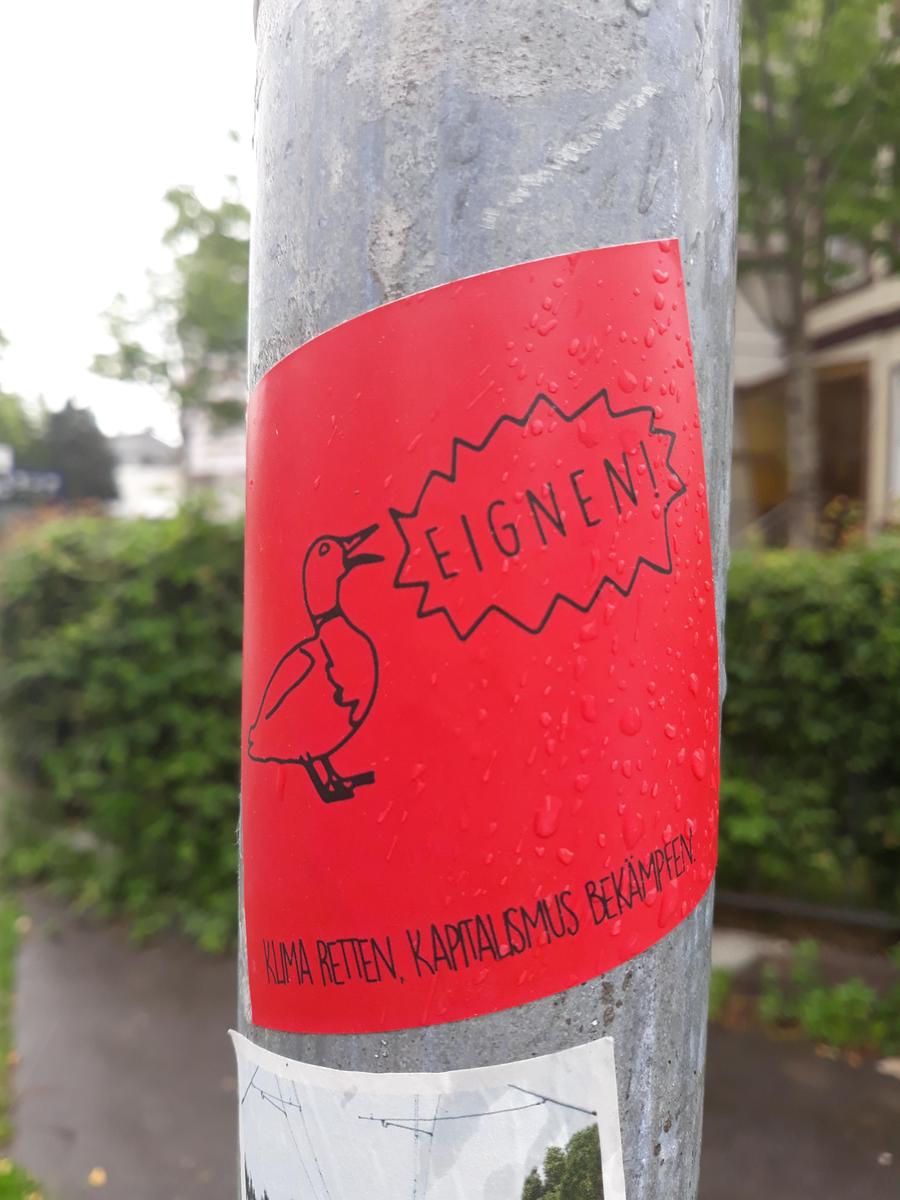 EIGNEN!
KLIMA RETTEN, KAPITALISMUS BEKÄMPFEN.